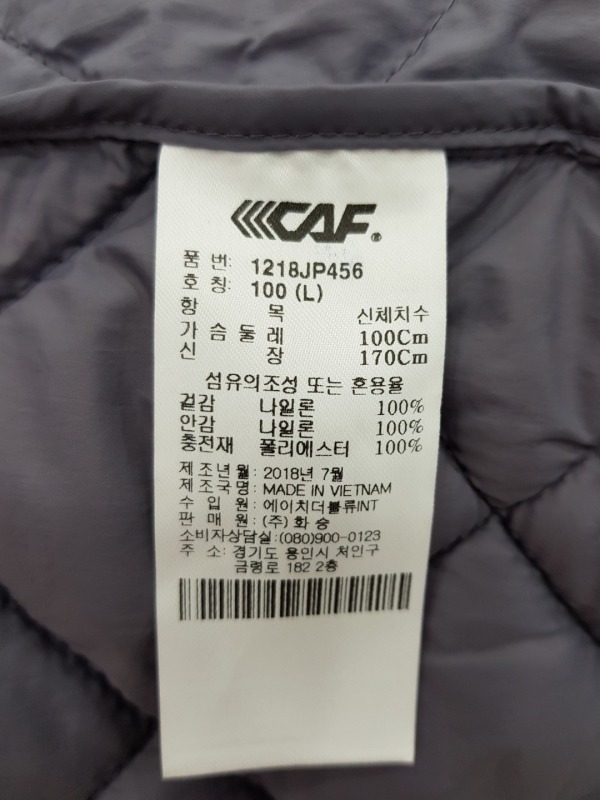 CAF®
품 번: 1218JP456
호 칭: 100 (L)
항 목 신체치수
가 슴 둘 레 100Cm
신 장 170Cm
섬유의조성 또는 혼용율
겉감 나일론 100%
안감 나일론 100%
충전재 폴리에스터 100%
제 조 년 월: 2018년 7월
제 조 국 명: MADE IN VIETNAM
수 입 원: 에이치더블류INT
판 매 원: (주) 화 승
소비자상담실: (080)900-0123
주 소: 경기도 용인시 처인구
금령로 182 2층